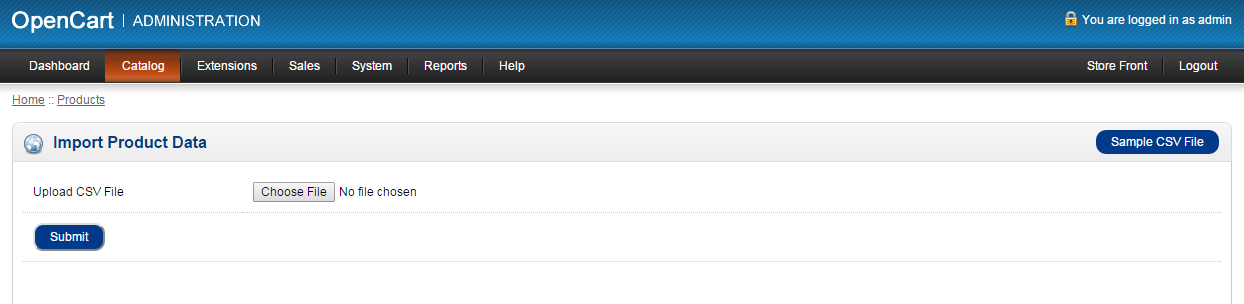 OpenCart | ADMINISTRATION You are logged in as admin
Dashboard Catalog Extensions Sales System Reports Help Store Front Logout
Home :: Products
Import Product Data Sample CSV File
Upload CSV File Choose File No file chosen
Submit